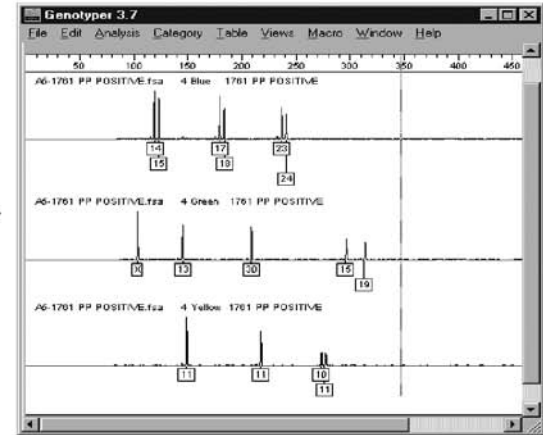 Genotyper 3.7
File Edit Analysis Category Table Views Macro Window Help
50 100 150 200 250 300 350 400 450
A6-1761 PP POSITIVE.fsa 4 Blue 1761 PP POSITIVE
14 17 23
15 18
24
A6-1761 PP POSITIVE.fsa 4 Green 1761 PP POSITIVE
X 13 30 15
19
A6-1761 PP POSITIVE.fsa 4 Yellow 1761 PP POSITIVE
11 11 10
11